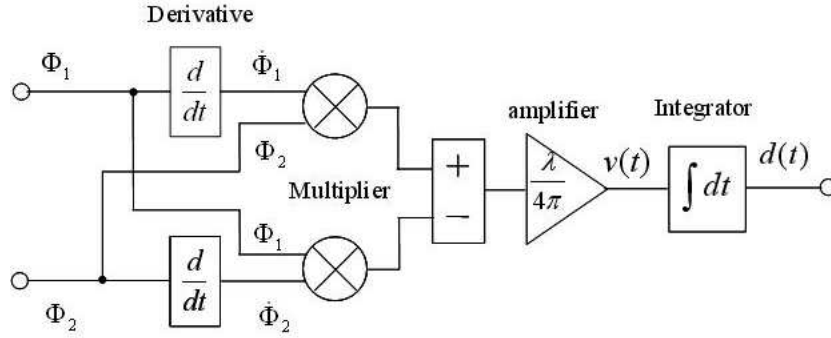 Derivative
Φ₁
d/dt
Φ̇₁
Φ₂
Multiplier
amplifier
Integrator
+
−
λ/4π
v(t)
∫ dt
d(t)
Φ₁
d/dt
Φ₂
Φ̇₂